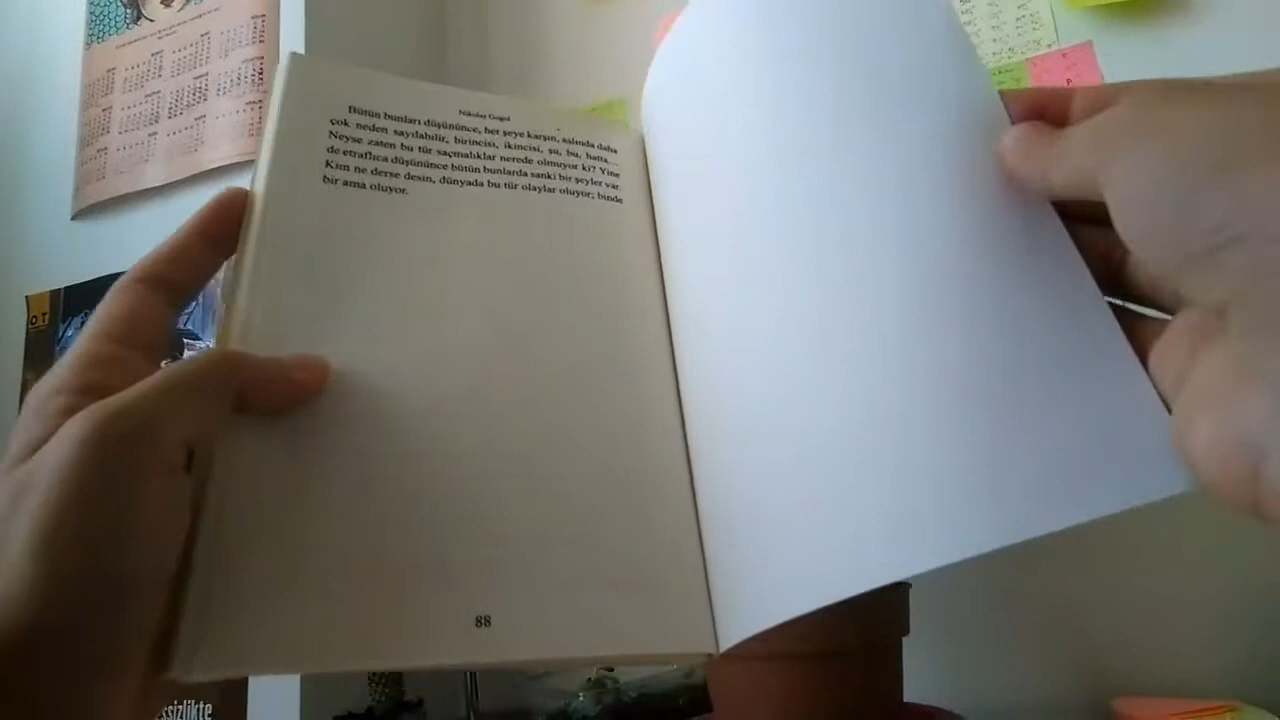 Nikolay Gogol
Bütün bunları düşününce, her şeye karşın, aslında daha
çok neden sayılabilir, birincisi, ikincisi, şu, bu, hatta...
Neyse zaten bu tür saçmalıklar nerede olmuyor ki? Yine
de etraflıca düşününce bütün bunlarda sanki bir şeyler var.
Kim ne derse desin, dünyada bu tür olaylar oluyor; binde
bir ama oluyor.
88
OT
ssizlikte